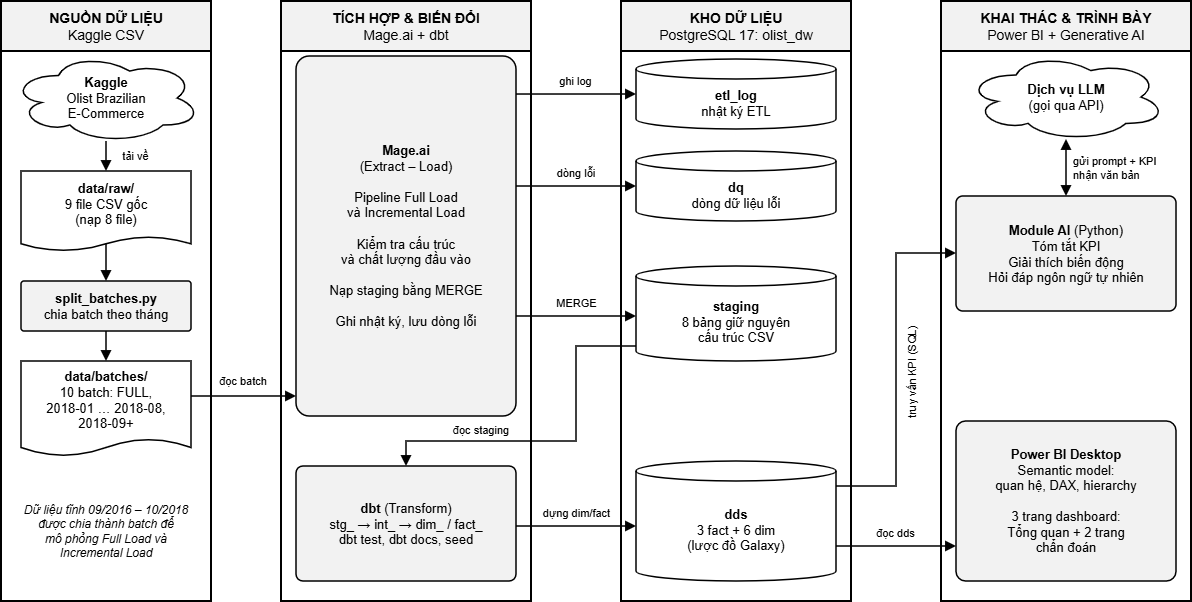 NGUỒN DỮ LIỆU
Kaggle CSV
Kaggle
Olist Brazilian
E-Commerce
tải về
data/raw/
9 file CSV gốc
(nạp 8 file)
split_batches.py
chia batch theo tháng
data/batches/
10 batch: FULL,
2018-01 ... 2018-08,
2018-09+
Dữ liệu tĩnh 09/2016 – 10/2018
được chia thành batch để
mô phỏng Full Load và
Incremental Load
đọc batch
TÍCH HỢP & BIẾN ĐỔI
Mage.ai + dbt
Mage.ai
(Extract – Load)
Pipeline Full Load
và Incremental Load
Kiểm tra cấu trúc
và chất lượng đầu vào
Nạp staging bằng MERGE
Ghi nhật ký, lưu dòng lỗi
đọc staging
dbt (Transform)
stg_ → int_ → dim_ / fact_
dbt test, dbt docs, seed
ghi log
dòng lỗi
MERGE
dựng dim/fact
KHO DỮ LIỆU
PostgreSQL 17: olist_dw
etl_log
nhật ký ETL
dq
dòng dữ liệu lỗi
staging
8 bảng giữ nguyên
cấu trúc CSV
dds
3 fact + 6 dim
(lược đồ Galaxy)
truy vấn KPI (SQL)
đọc dds
KHAI THÁC & TRÌNH BÀY
Power BI + Generative AI
Dịch vụ LLM
(gọi qua API)
gửi prompt + KPI
nhận văn bản
Module AI (Python)
Tóm tắt KPI
Giải thích biến động
Hỏi đáp ngôn ngữ tự nhiên
Power BI Desktop
Semantic model:
quan hệ, DAX, hierarchy
3 trang dashboard:
Tổng quan + 2 trang
chẩn đoán